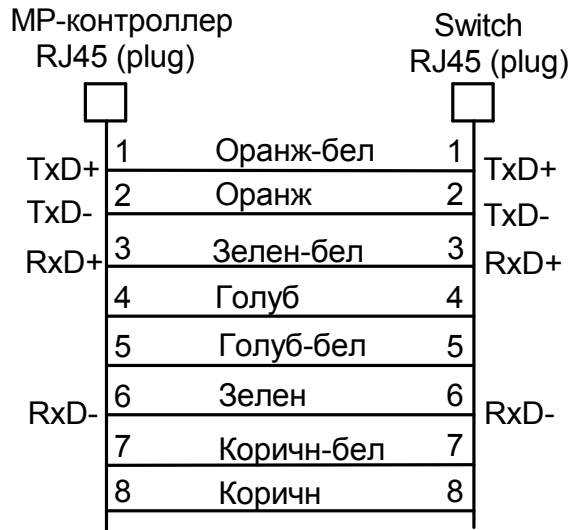 МР-контроллер
RJ45 (plug)
Switch
RJ45 (plug)
1 Оранж-бел 1
TxD+ TxD+
2 Оранж 2
TxD- TxD-
3 Зелен-бел 3
RxD+ RxD+
4 Голуб 4
5 Голуб-бел 5
6 Зелен 6
RxD- RxD-
7 Коричн-бел 7
8 Коричн 8